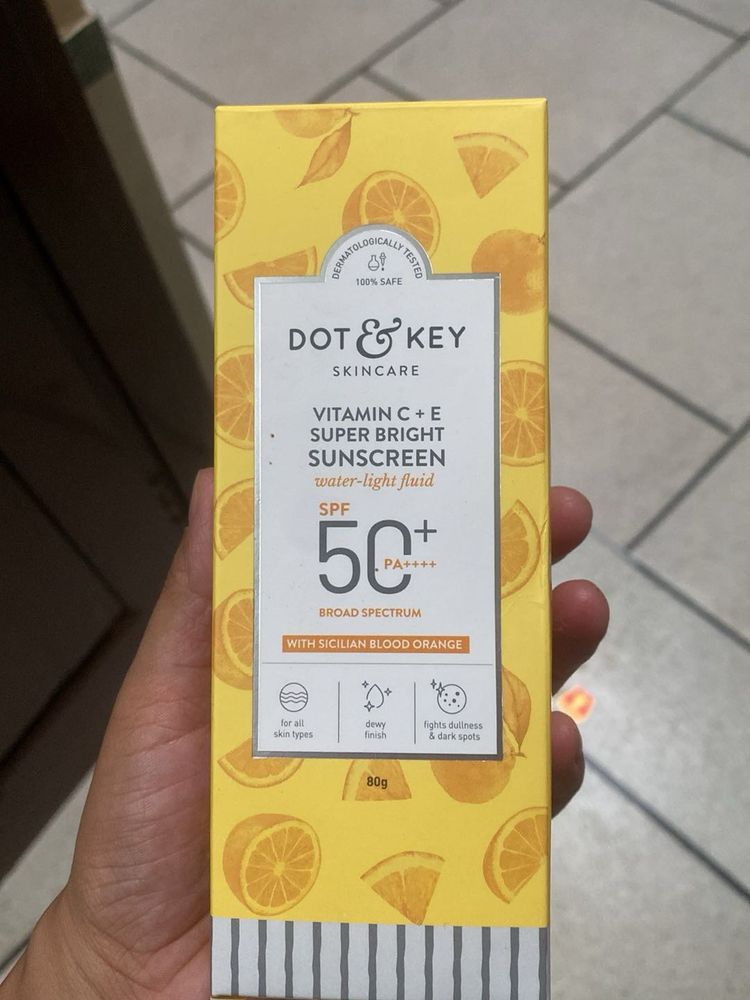 DERMATOLOGICALLY TESTED
100% SAFE
DOT & KEY
SKINCARE
VITAMIN C + E
SUPER BRIGHT
SUNSCREEN
water-light fluid
SPF
50+
PA++++
BROAD SPECTRUM
WITH SICILIAN BLOOD ORANGE
for all
skin types
dewy
finish
fights dullness
& dark spots
80g